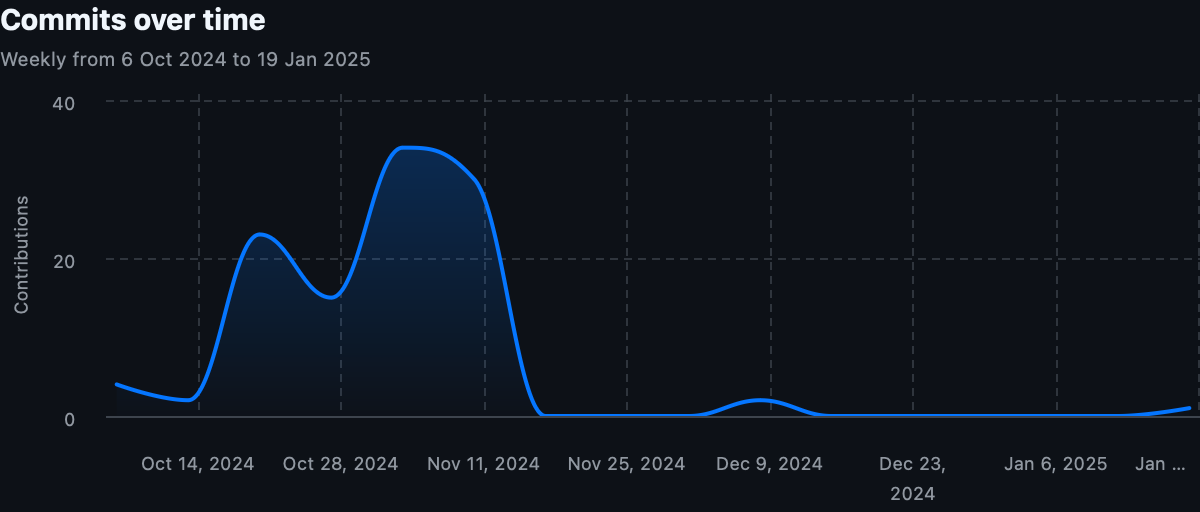 Commits over time
Weekly from 6 Oct 2024 to 19 Jan 2025
40
20
0
Contributions
Oct 14, 2024
Oct 28, 2024
Nov 11, 2024
Nov 25, 2024
Dec 9, 2024
Dec 23,
2024
Jan 6, 2025
Jan ...